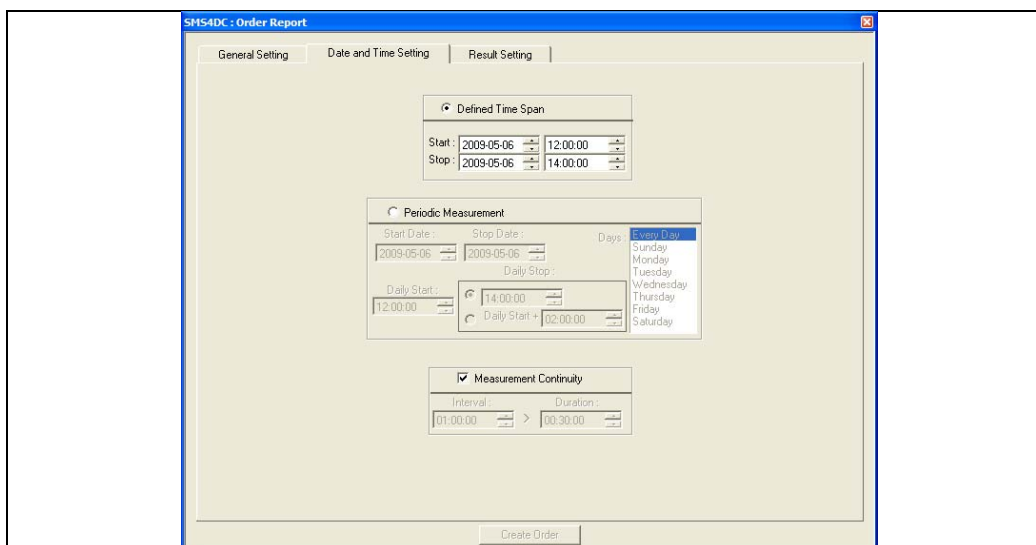 SMS4DC : Order Report
General Setting
Date and Time Setting
Result Setting
Defined Time Span
Start : 2009-05-06 12:00:00
Stop : 2009-05-06 14:00:00
Periodic Measurement
Start Date : Stop Date : Days :
2009-05-06 2009-05-06
Every Day
Sunday
Monday
Tuesday
Wednesday
Thursday
Friday
Saturday
Daily Stop :
Daily Start :
12:00:00
14:00:00
Daily Start + 02:00:00
Measurement Continuity
Interval : Duration :
01:00:00 > 00:30:00
Create Order